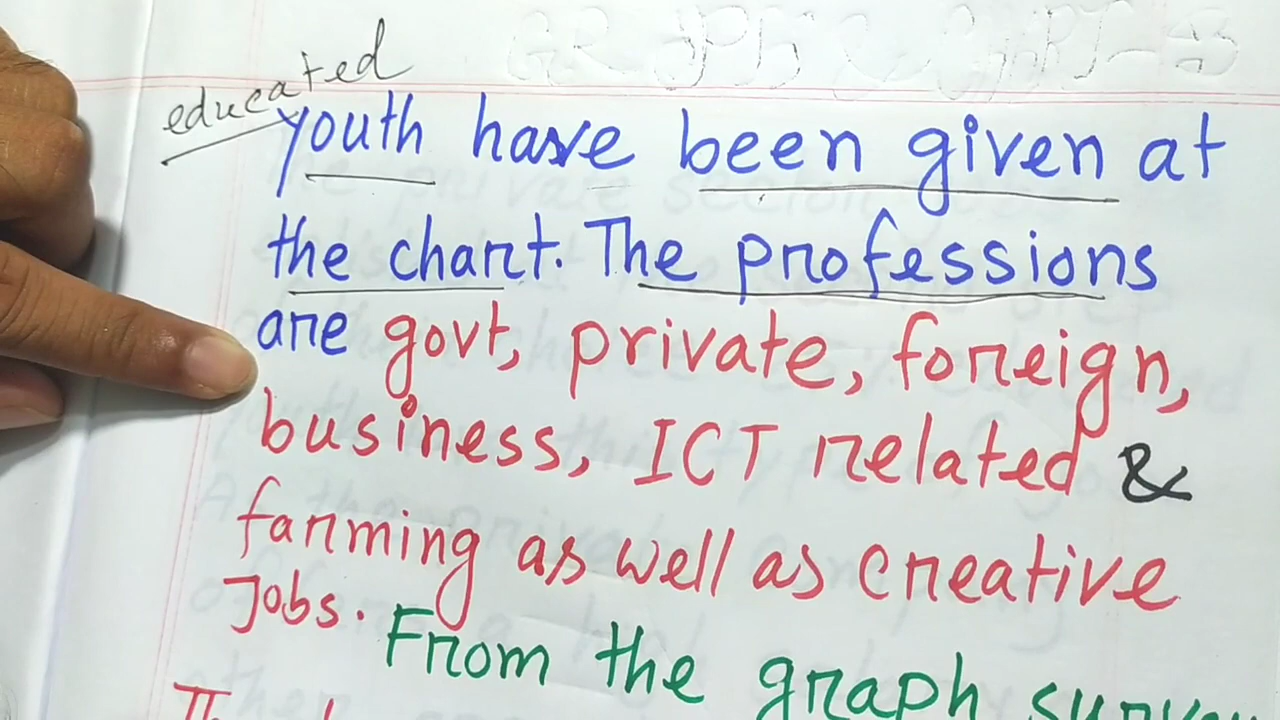 educated
youth have been given at
the chart. The professions
are govt, private, foreign,
business, ICT related &
farming as well as creative
Jobs. From the graph